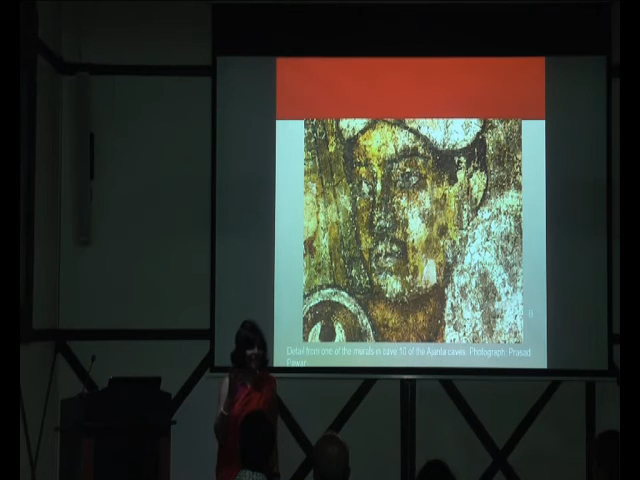 Detail from one of the murals in cave 10 of the Ajanta caves. Photograph: Prasad
Pawar